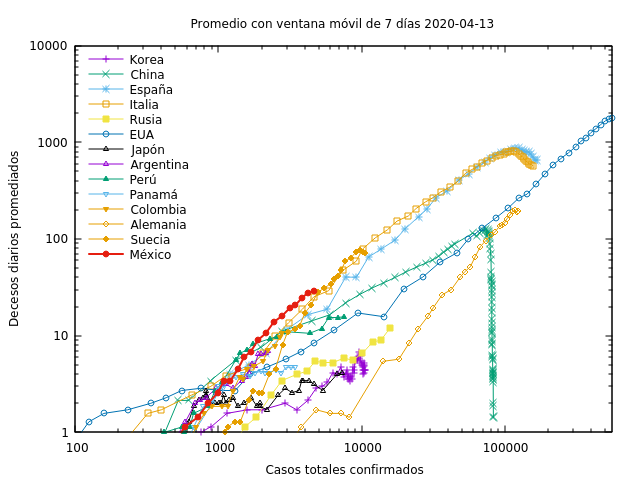 Promedio con ventana móvil de 7 días 2020-04-13
10000
1000
100
10
1
Decesos diarios promediados
Korea
China
España
Italia
Rusia
EUA
Japón
Argentina
Perú
Panamá
Colombia
Alemania
Suecia
México
100
1000
10000
100000
Casos totales confirmados